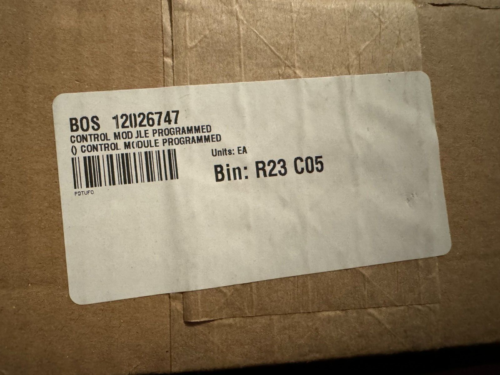 BOS 12026747
CONTROL MODULE PROGRAMMED
() CONTROL MODULE PROGRAMMED
Units: EA
Bin: R23 C05